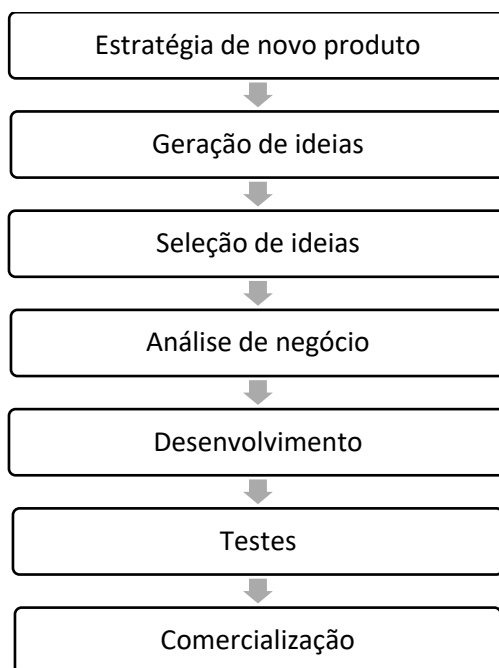 Estratégia de novo produto
Geração de ideias
Seleção de ideias
Análise de negócio
Desenvolvimento
Testes
Comercialização